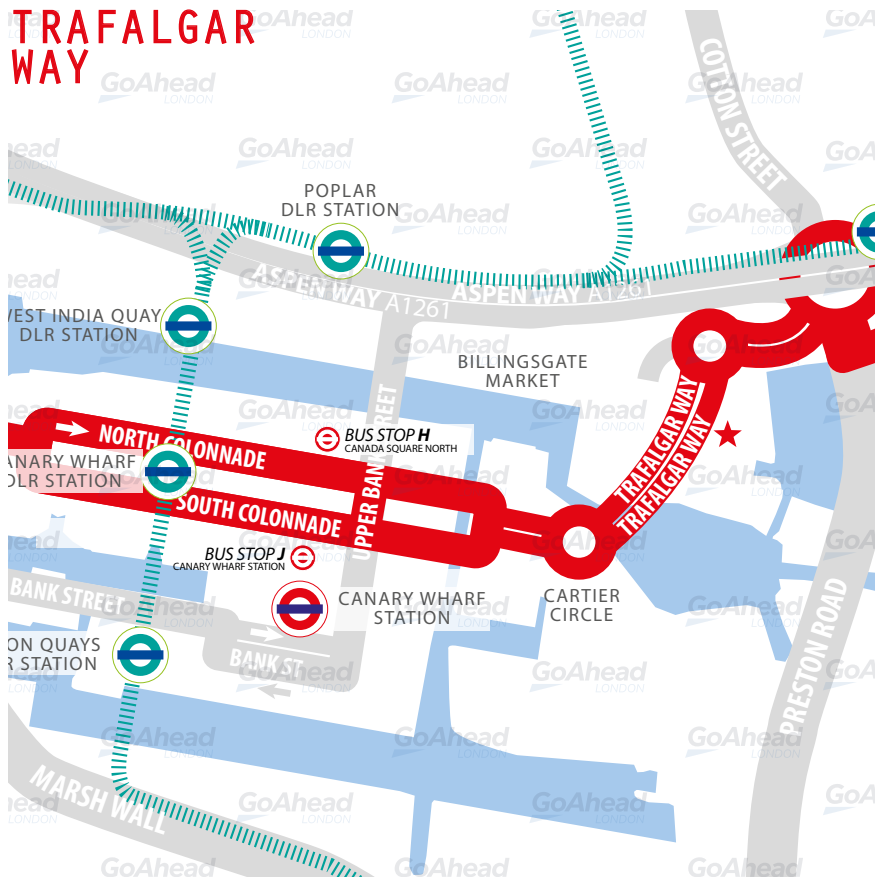 TRAFALGAR
WAY
COTTON STREET
POPLAR
DLR STATION
ASPEN WAY A1261
ASPEN WAY A1261
WEST INDIA QUAY
DLR STATION
BILLINGSGATE
MARKET
TRAFALGAR WAY
TRAFALGAR WAY
NORTH COLONNADE
BUS STOP H
CANADA SQUARE NORTH
CANARY WHARF
DLR STATION
UPPER BANK STREET
SOUTH COLONNADE
BUS STOP J
CANARY WHARF STATION
CANARY WHARF
STATION
CARTIER
CIRCLE
BANK STREET
BANK ST
ON QUAYS
R STATION
PRESTON ROAD
MARSH WALL
GoAhead
LONDON